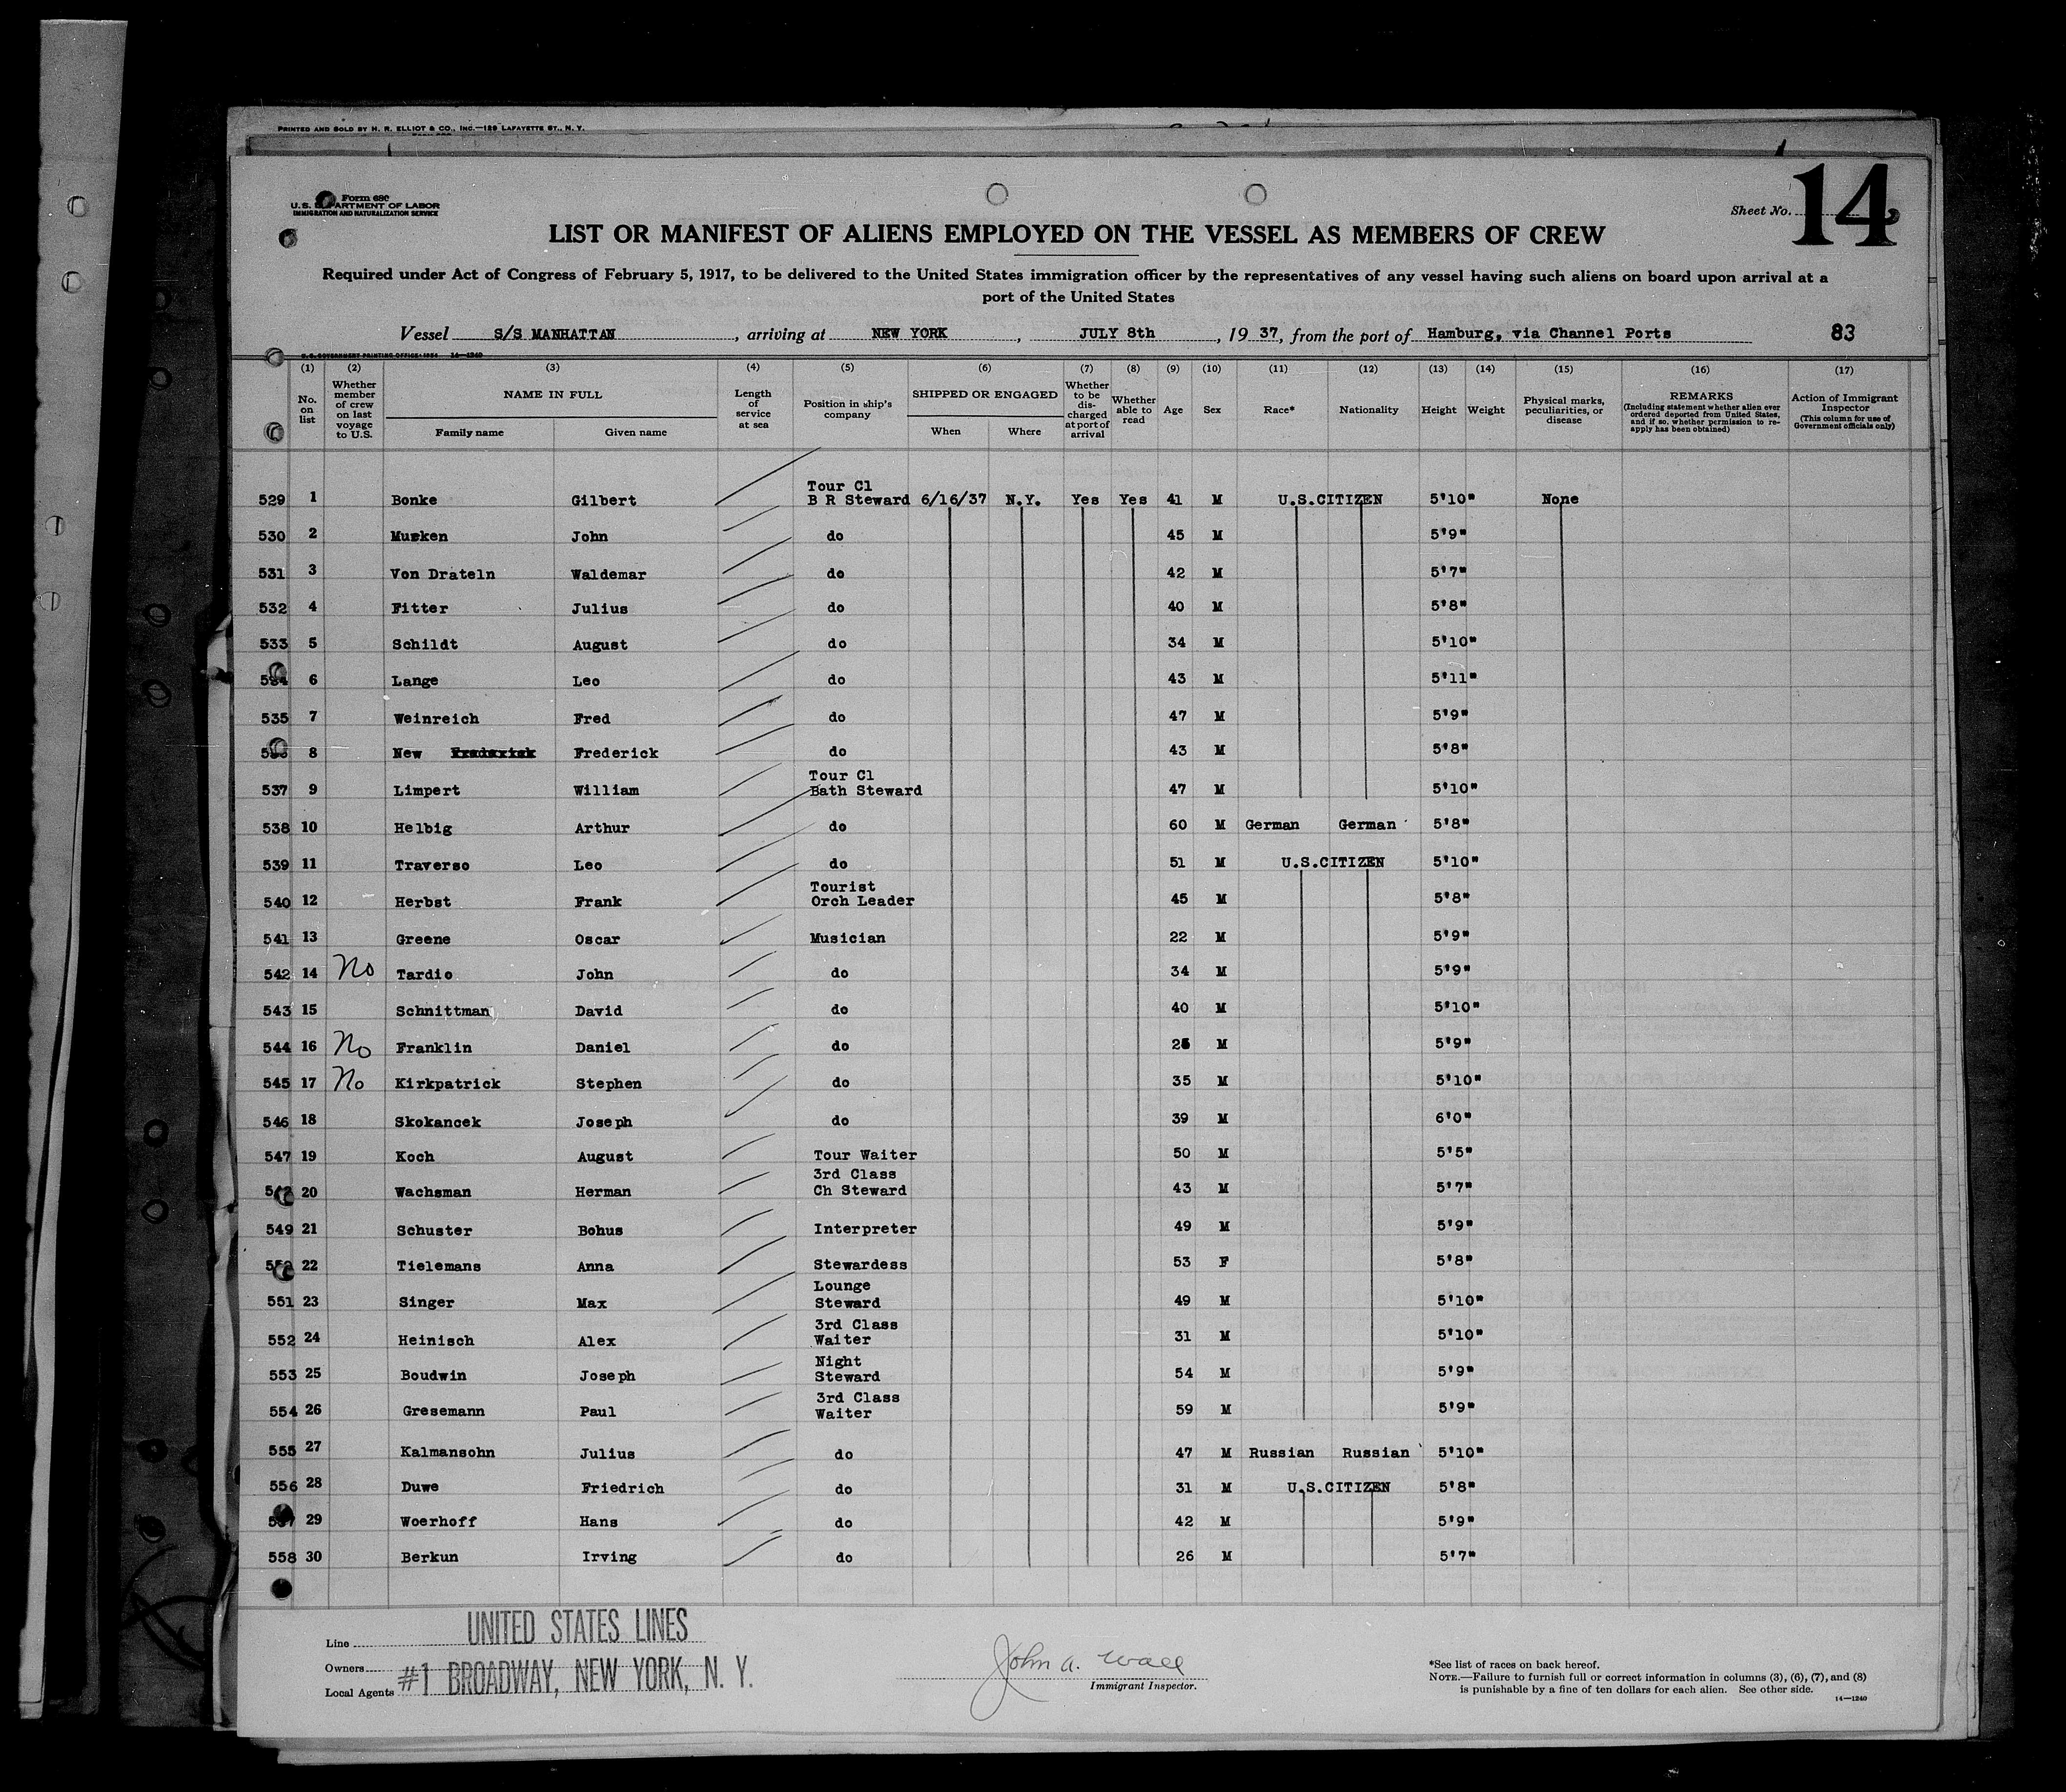 PRINTED AND SOLD BY H. R. ELLIOT & CO., INC.—129 LAFAYETTE ST., N. Y.
Form 680
U. S. DEPARTMENT OF LABOR
IMMIGRATION AND NATURALIZATION SERVICE
Sheet No. 14
LIST OR MANIFEST OF ALIENS EMPLOYED ON THE VESSEL AS MEMBERS OF CREW
Required under Act of Congress of February 5, 1917, to be delivered to the United States immigration officer by the representatives of any vessel having such aliens on board upon arrival at a
port of the United States
Vessel S/S MANHATTAN, arriving at NEW YORK, JULY 8th, 19 37, from the port of Hamburg, via Channel Ports 83
U. S. GOVERNMENT PRINTING OFFICE: 1934 14—1240
(1) No. on list
(2) Whether member of crew on last voyage to U.S.
(3) NAME IN FULL Family name Given name
(4) Length of service at sea
(5) Position in ship's company
(6) SHIPPED OR ENGAGED When Where
(7) Whether to be discharged at port of arrival
(8) Whether able to read
(9) Age
(10) Sex
(11) Race*
(12) Nationality
(13) Height
(14) Weight
(15) Physical marks, peculiarities, or disease
(16) REMARKS (Including statement whether alien ever ordered deported from United States, and if so, whether permission to reapply has been obtained)
(17) Action of Immigrant Inspector (This column for use of Government officials only)
529 1 Bonke Gilbert Tour Cl B R Steward 6/16/37 N.Y. Yes Yes 41 M U.S.CITIZEN 5'10" None
530 2 Musken John do 45 M 5'9"
531 3 Von Drateln Waldemar do 42 M 5'7"
532 4 Fitter Julius do 40 M 5'8"
533 5 Schildt August do 34 M 5'10"
534 6 Lange Leo do 43 M 5'11"
535 7 Weinreich Fred do 47 M 5'9"
8 New Frederick Frederick do 43 M 5'8"
537 9 Limpert William Tour Cl Bath Steward 47 M 5'10"
538 10 Helbig Arthur do 60 M German German 5'8"
539 11 Traverso Leo do 51 M U.S.CITIZEN 5'10"
540 12 Herbst Frank Tourist Orch Leader 45 M 5'8"
541 13 Greene Oscar Musician 22 M 5'9"
542 14 No Tardio John do 34 M 5'9"
543 15 Schnittman David do 40 M 5'10"
544 16 No Franklin Daniel do M 5'9"
545 17 No Kirkpatrick Stephen do 35 M 5'10"
546 18 Skokancek Joseph do 39 M 6'0"
547 19 Koch August Tour Waiter 50 M 5'5"
20 Wachsman Herman 3rd Class Ch Steward 43 M 5'7"
549 21 Schuster Bohus Interpreter 49 M 5'9"
22 Tielemans Anna Stewardess 53 F 5'8"
551 23 Singer Max Lounge Steward 49 M 5'10"
552 24 Heinisch Alex 3rd Class Waiter 31 M 5'10"
553 25 Boudwin Joseph Night Steward 54 M 5'9"
554 26 Gresemann Paul 3rd Class Waiter 59 M 5'9"
555 27 Kalmansohn Julius do 47 M Russian Russian 5'10"
556 28 Duwe Friedrich do 31 M U.S.CITIZEN 5'8"
29 Woerhoff Hans do 42 M 5'9"
558 30 Berkun Irving do 26 M 5'7"
Line UNITED STATES LINES
Owners
Local Agents #1 BROADWAY, NEW YORK, N. Y.
John A. Wall
Immigrant Inspector.
*See list of races on back hereof.
NOTE.—Failure to furnish full or correct information in columns (3), (6), (7), and (8)
is punishable by a fine of ten dollars for each alien. See other side.
14—1240